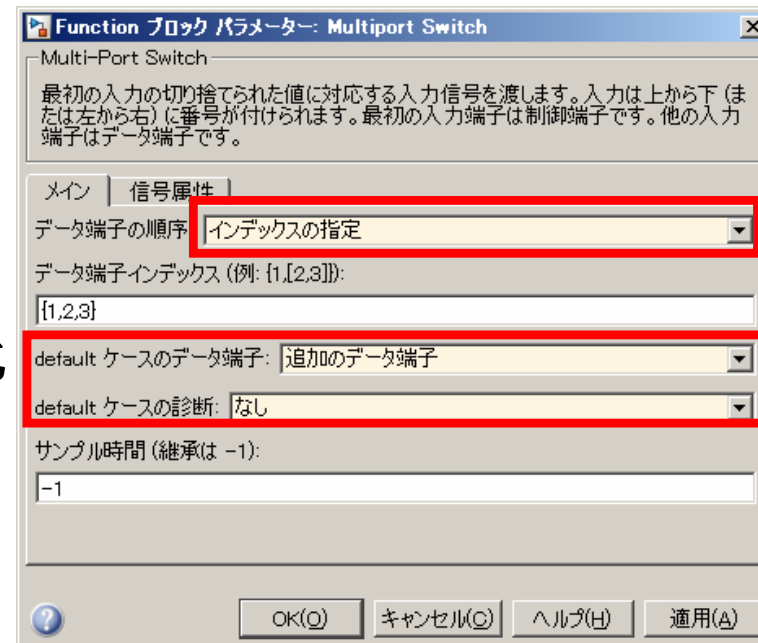 Function ブロック パラメーター: Multiport Switch
Multi-Port Switch
最初の入力の切り捨てられた値に対応する入力信号を渡します。入力は上から下 (ま
たは左から右) に番号が付けられます。最初の入力端子は制御端子です。他の入力
端子はデータ端子です。
メイン 信号属性
データ端子の順序 インデックスの指定
データ端子インデックス (例: {1,[2,3]}):
{1,2,3}
default ケースのデータ端子: 追加のデータ端子
default ケースの診断: なし
サンプル時間 (継承は -1):
-1
OK(O) キャンセル(C) ヘルプ(H) 適用(A)